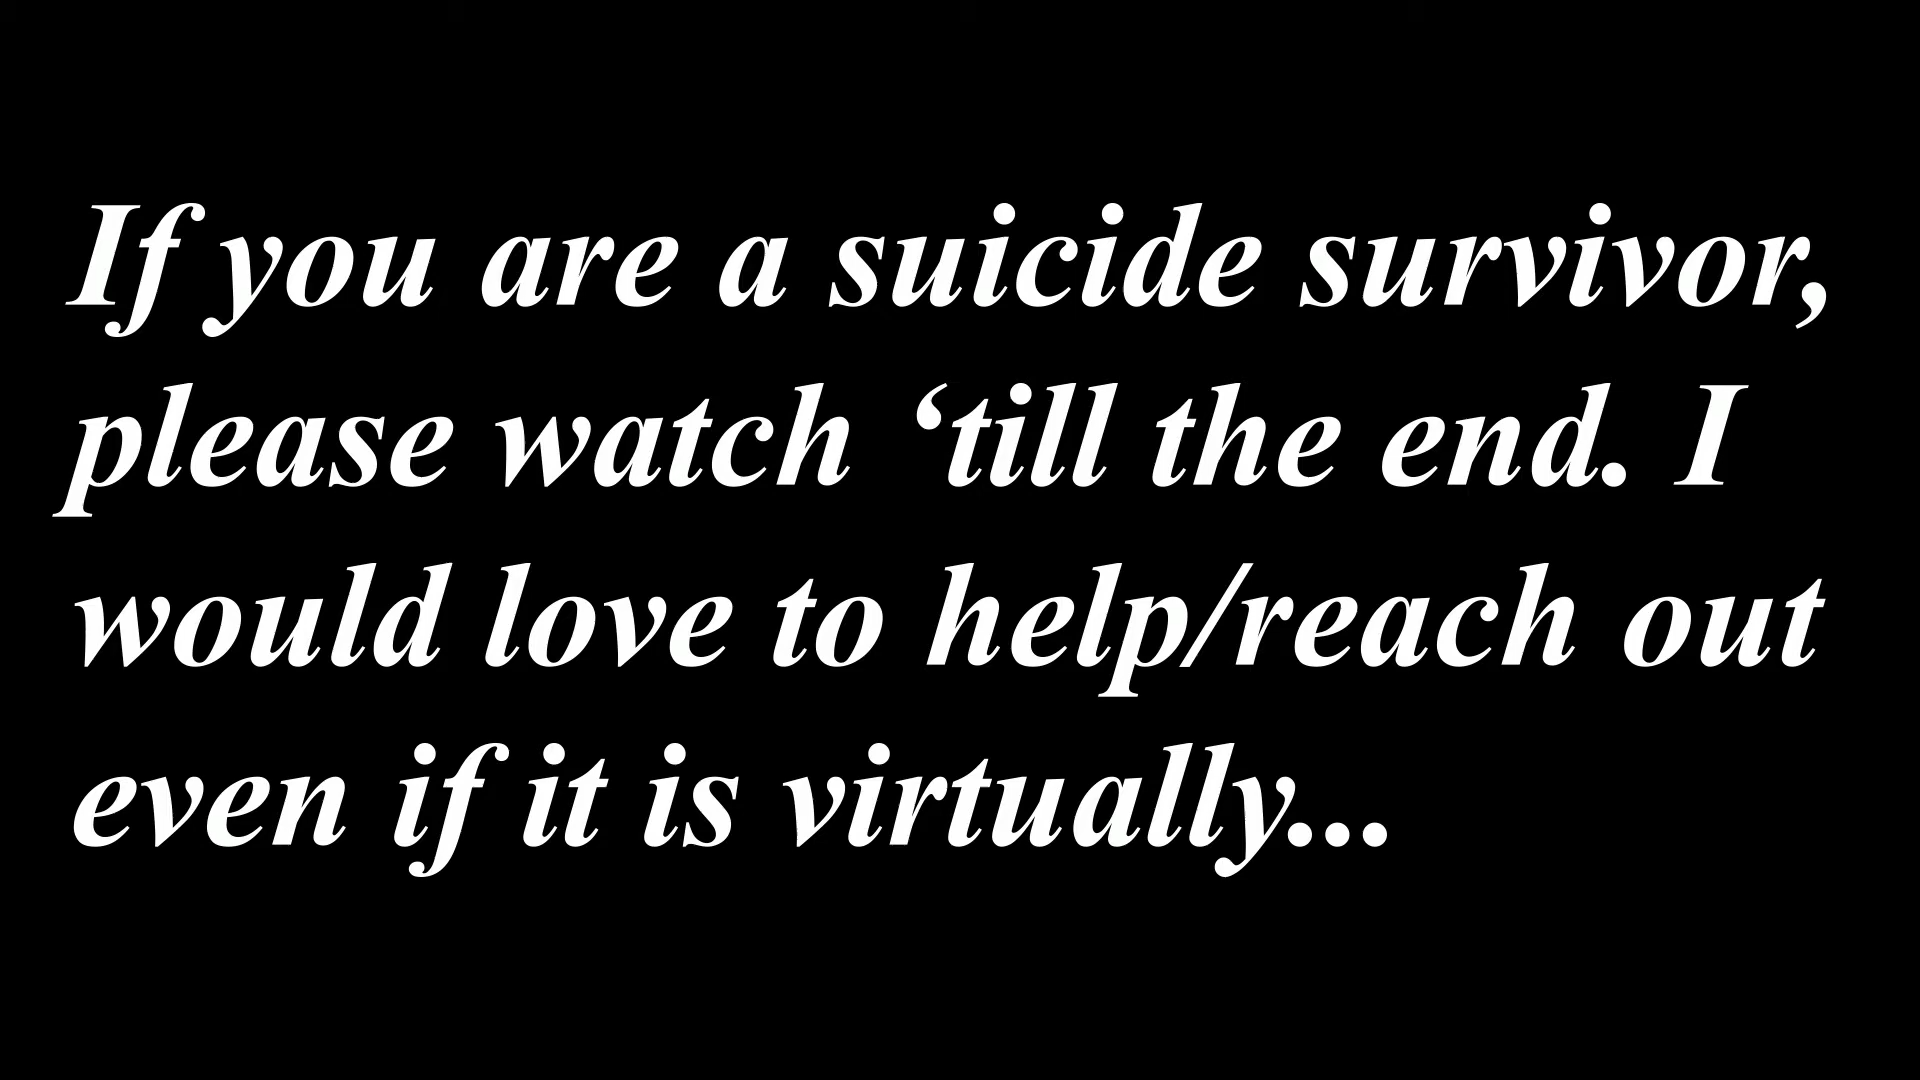 If you are a suicide survivor,
please watch ‘till the end. I
would love to help/reach out
even if it is virtually...